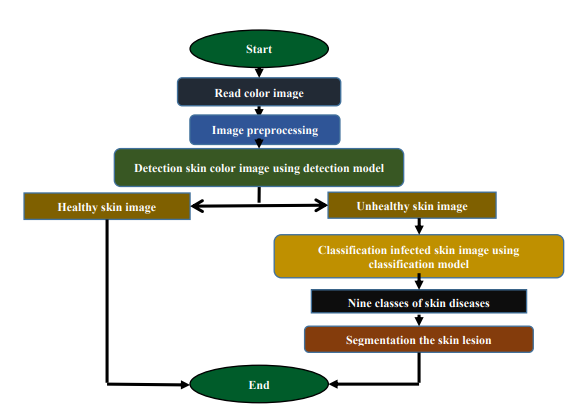 Start
Read color image
Image preprocessing
Detection skin color image using detection model
Healthy skin image
Unhealthy skin image
Classification infected skin image using
classification model
Nine classes of skin diseases
Segmentation the skin lesion
End